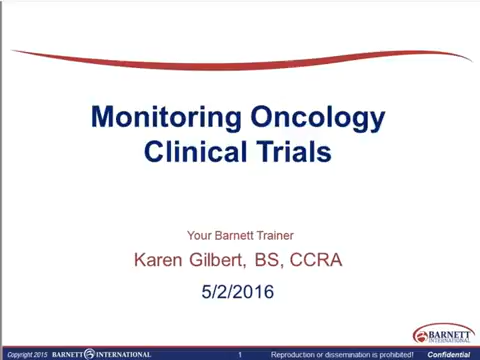 Monitoring Oncology
Clinical Trials
Your Barnett Trainer
Karen Gilbert, BS, CCRA
5/2/2016
BARNETT
INTERNATIONAL
Copyright 2015 BARNETT INTERNATIONAL 1 Reproduction or dissemination is prohibited! Confidential